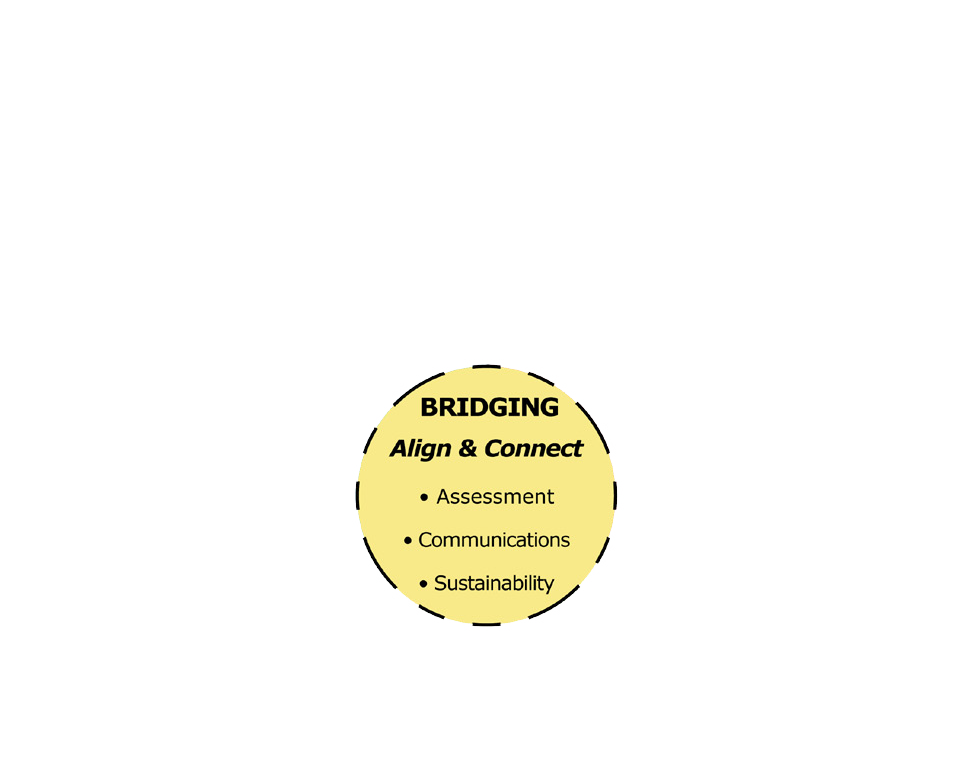 BRIDGING
Align & Connect
• Assessment
• Communications
• Sustainability